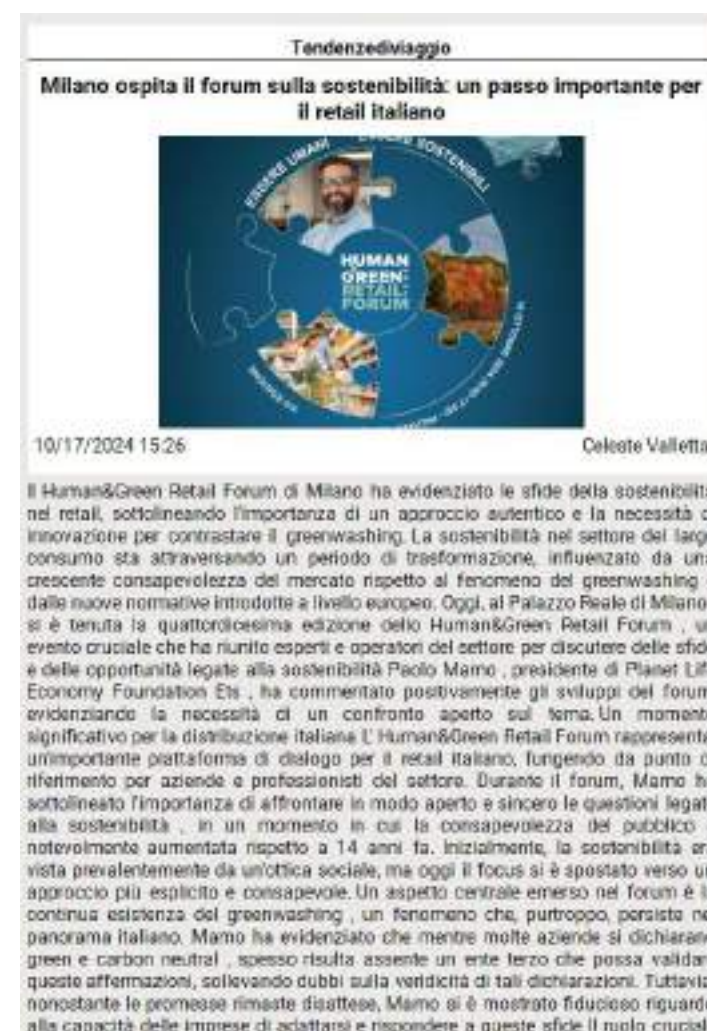 Tendenzediviaggio
Milano ospita il forum sulla sostenibilità: un passo importante per
il retail italiano
ESSERE UMANI
ESSERE SOSTENIBILI
HUMAN
GREEN
RETAIL
FORUM
10/17/2024 15:26
Celeste Valletta
Il Human&Green Retail Forum di Milano ha evidenziato le sfide della sostenibilità
nel retail, sottolineando l'importanza di un approccio autentico e la necessità
innovazione per contrastare il greenwashing. La sostenibilità nel settore del largo
consumo sta attraversando un periodo di trasformazione, influenzato da una
crescente consapevolezza del mercato rispetto al fenomeno del greenwashing
dalle nuove normative introdotte a livello europeo. Oggi, al Palazzo Reale di Milano,
si è tenuta la quattordicesima edizione dello Human&Green Retail Forum , un
evento cruciale che ha riunito esperti e operatori del settore per discutere delle sfide
e delle opportunità legate alla sostenibilità Paolo Marno , presidente di Planet Life
Economy Foundation Ets , ha commentato positivamente gli sviluppi del forum
evidenziando la necessità di un confronto aperto sul tema. Un momento
significativo per la distribuzione italiana L' Human&Green Retail Forum rappresenta
un'importante piattaforma di dialogo per il retail italiano, fungendo da punto
riferimento per aziende e professionisti del settore. Durante il forum, Marno
sottolineato l'importanza di affrontare in modo aperto e sincero le questioni legate
alla sostenibilità , in un momento in cui la consapevolezza del pubblico
notevolmente aumentata rispetto a 14 anni fa. Inizialmente, la sostenibilità era
vista prevalentemente da un'ottica sociale, ma oggi il focus si è spostato verso un
approccio più esplicito e consapevole. Un aspetto centrale emerso nel forum è
continua esistenza del greenwashing , un fenomeno che, purtroppo, persiste nel
panorama italiano. Marno ha evidenziato che mentre molte aziende si dichiarano
green e carbon neutral , spesso risulta assente un ente terzo che possa validare
queste affermazioni, sollevando dubbi sulla veridicità di tali dichiarazioni. Tuttavia,
nonostante le promesse rimaste disattese, Marno si è mostrato fiducioso riguardo
alla capacità delle imprese di adattarsi e rispondere a queste sfide Il ruolo cruciale